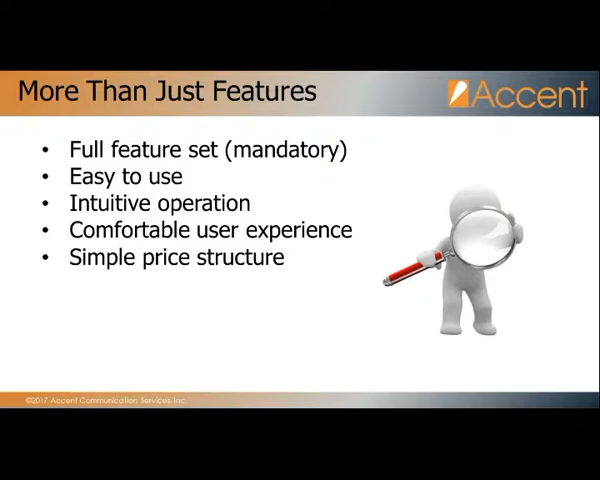 More Than Just Features
Accent
• Full feature set (mandatory)
• Easy to use
• Intuitive operation
• Comfortable user experience
• Simple price structure
©2017 Accent Communication Services, Inc.